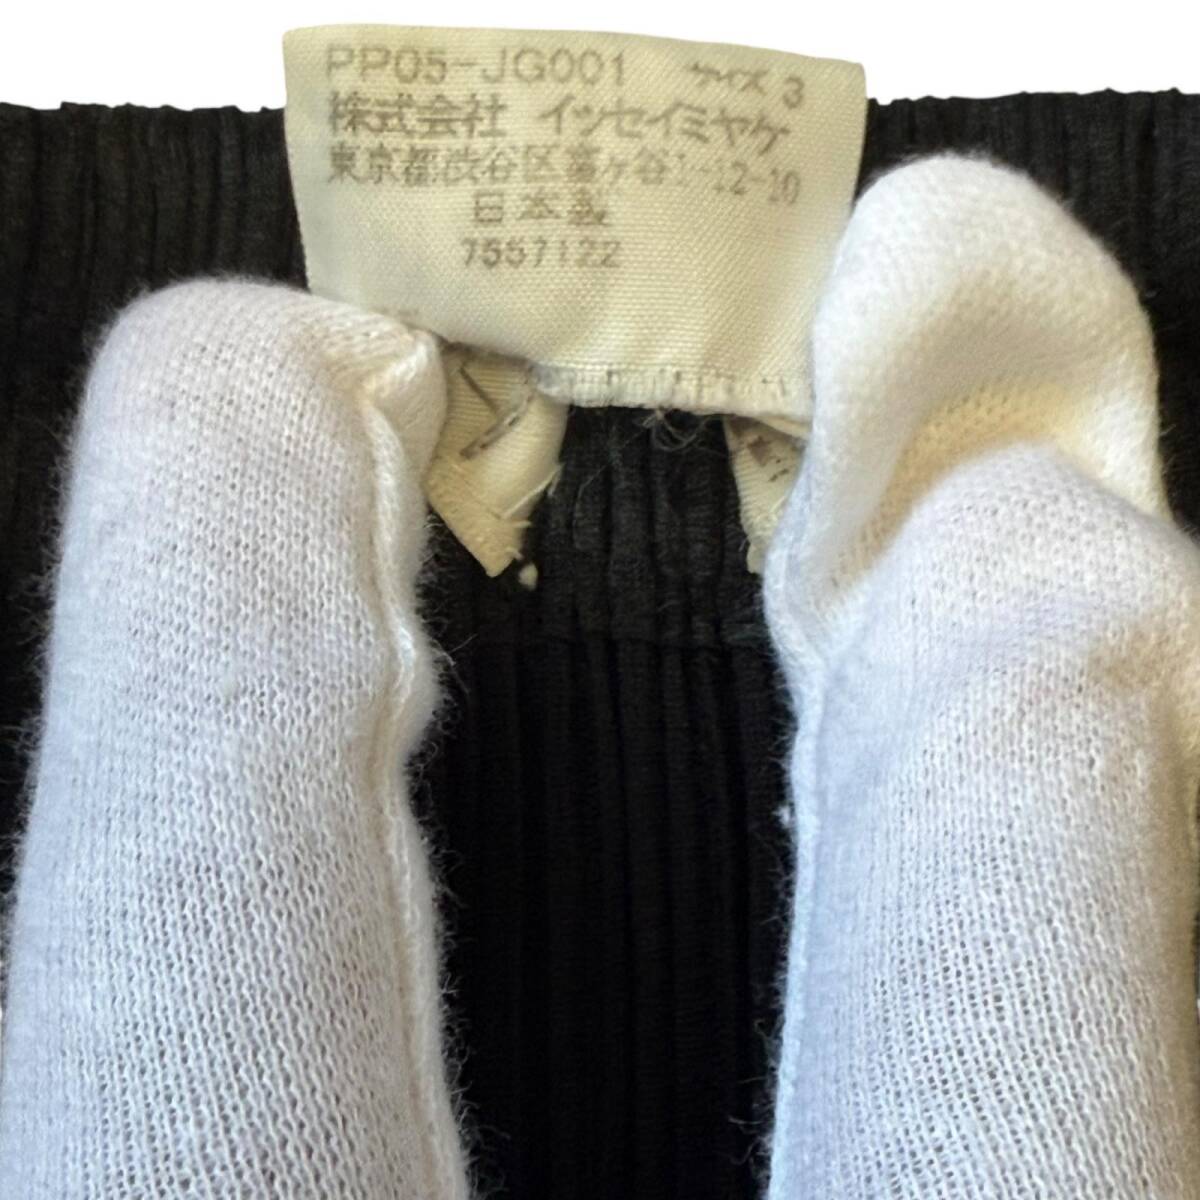 PP05-JG001 サイズ 3
株式会社 イッセイミヤケ
東京都渋谷区富ヶ谷1-12-10
日本製
7557122